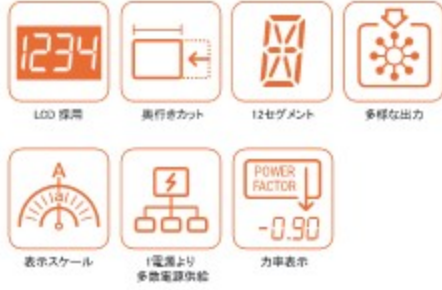 1234
LCD 採用
奥行きカット
12セグメント
多様な出力
A
表示スケール
1電源より
多数電源供給
POWER
FACTOR
-0.90
力率表示